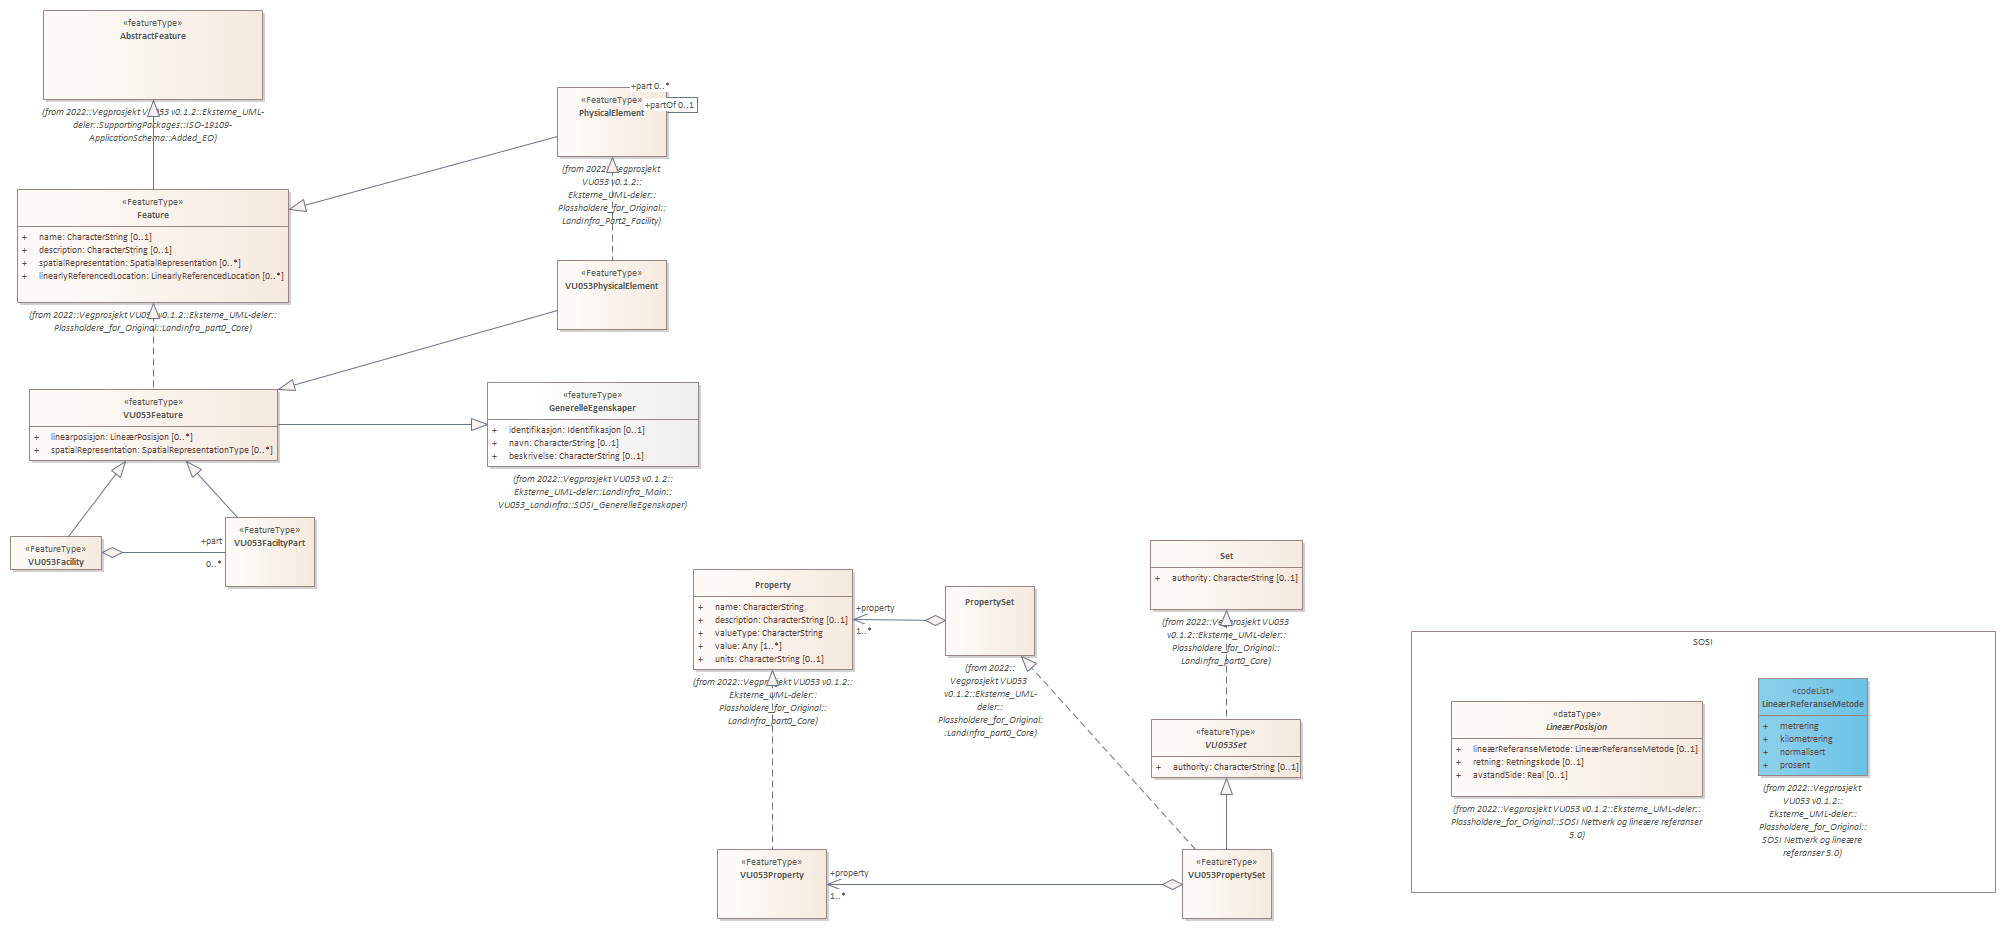 «featureType»
AbstractFeature
(from 2022::Vegprosjekt VU053 v0.1.2::Eksterne_UML-
deler::SupportingPackages::ISO-19109-
ApplicationSchema::Added_EO)
«FeatureType»
Feature
+ name: CharacterString [0..1]
+ description: CharacterString [0..1]
+ spatialRepresentation: SpatialRepresentation [0..*]
+ linearlyReferencedLocation: LinearlyReferencedLocation [0..*]
(from 2022::Vegprosjekt VU053 v0.1.2::Eksterne_UML-deler::
Plassholdere_for_Original::LandInfra_part0_Core)
«featureType»
VU053Feature
+ linearposisjon: LineærPosisjon [0..*]
+ spatialRepresentation: SpatialRepresentationType [0..*]
«FeatureType»
VU053Facility
+part
0..*
«FeatureType»
VU053FaciltyPart
+part 0..*
+partOf 0..1
«FeatureType»
PhysicalElement
(from 2022::Vegprosjekt
VU053 v0.1.2::
Eksterne_UML-deler::
Plassholdere_for_Original::
LandInfra_Part2_Facility)
«FeatureType»
VU053PhysicalElement
«featureType»
GenerelleEgenskaper
+ identifikasjon: Identifikasjon [0..1]
+ navn: CharacterString [0..1]
+ beskrivelse: CharacterString [0..1]
(from 2022::Vegprosjekt VU053 v0.1.2::
Eksterne_UML-deler::LandInfra_Main::
VU053_LandInfra::SOSI_GenerelleEgenskaper)
Property
+ name: CharacterString
+ description: CharacterString [0..1]
+ valueType: CharacterString
+ value: Any [1..*]
+ units: CharacterString [0..1]
(from 2022::Vegprosjekt VU053 v0.1.2::
Eksterne_UML-deler::
Plassholdere_for_Original::
LandInfra_part0_Core)
+property
1..*
PropertySet
(from 2022::
Vegprosjekt VU053
v0.1.2::Eksterne_UML-
deler::
Plassholdere_for_Original:
:LandInfra_part0_Core)
Set
+ authority: CharacterString [0..1]
(from 2022::Vegprosjekt VU053
v0.1.2::Eksterne_UML-deler::
Plassholdere_for_Original::
LandInfra_part0_Core)
«featureType»
VU053Set
+ authority: CharacterString [0..1]
«FeatureType»
VU053Property
+property
1..*
«FeatureType»
VU053PropertySet
SOSI
«dataType»
LineærPosisjon
+ lineærReferanseMetode: LineærReferanseMetode [0..1]
+ retning: Retningskode [0..1]
+ avstandSide: Real [0..1]
(from 2022::Vegprosjekt VU053 v0.1.2::Eksterne_UML-deler::
Plassholdere_for_Original::SOSI Nettverk og lineære referanser
5.0)
«codeList»
LineærReferanseMetode
+ metrering
+ kilometrering
+ normalisert
+ prosent
(from 2022::Vegprosjekt
VU053 v0.1.2::
Eksterne_UML-deler::
Plassholdere_for_Original::
SOSI Nettverk og lineære
referanser 5.0)